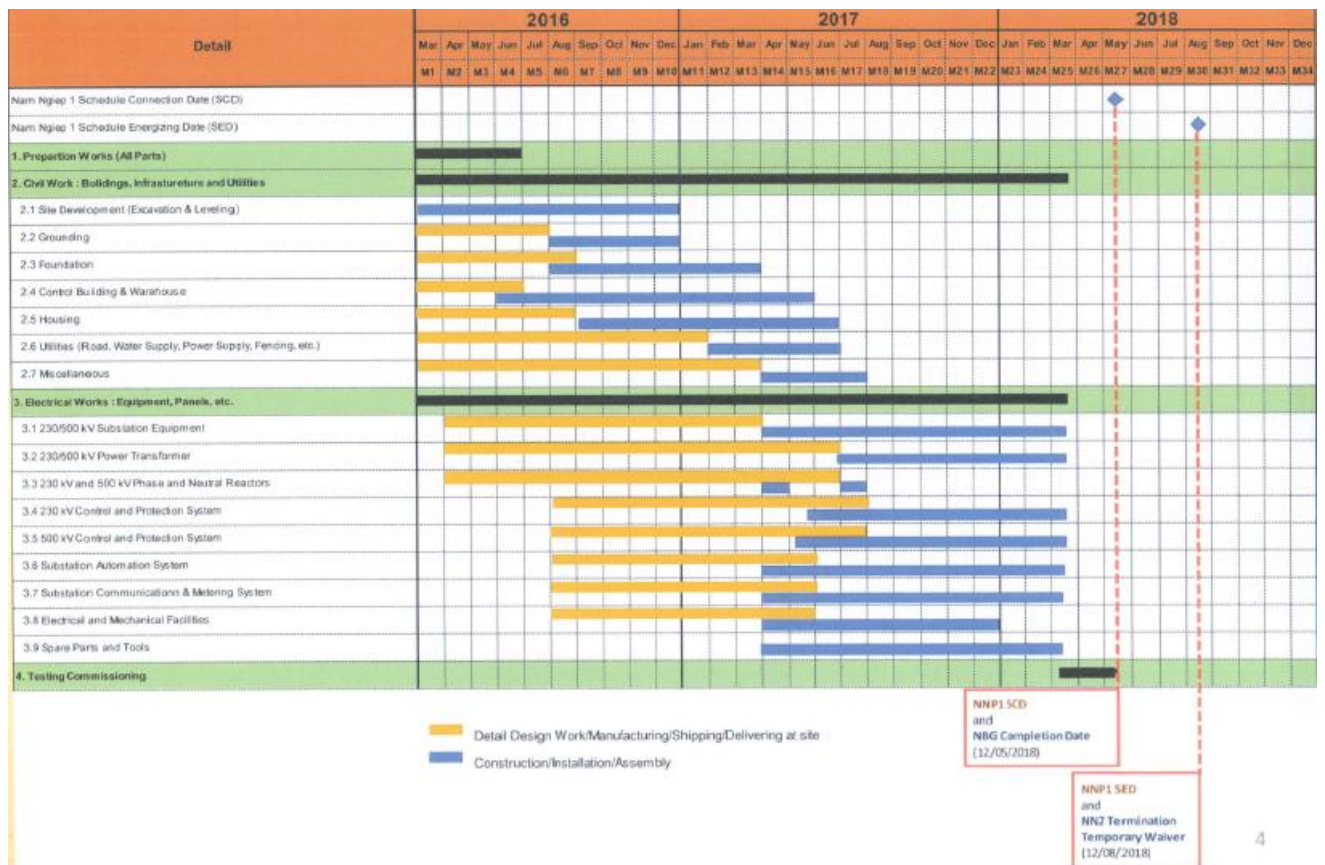 2016 2017 2018
Detail
Mar Apr May Jun Jul Aug Sep Oct Nov Dec Jan Feb Mar Apr May Jun Jul Aug Sep Oct Nov Dec Jan Feb Mar Apr May Jun Jul Aug Sep Oct Nov Dec
M1 M2 M3 M4 M5 M6 M7 M8 M9 M10 M11 M12 M13 M14 M15 M16 M17 M18 M19 M20 M21 M22 M23 M24 M25 M26 M27 M28 M29 M30 M31 M32 M33 M34
Nam Ngiep 1 Schedule Connection Date (SCD)
Nam Ngiep 1 Schedule Energizing Date (SED)
1. Propartion Works (All Parts)
2. Civil Work : Bolidings, Infrastureture and Utilities
2.1 Site Development (Excavation & Leveling)
2.2 Grounding
2.3 Foundation
2.4 Control Building & Warehouse
2.5 Housing
2.6 Utilities (Road, Water Supply, Power Supply, Fencing, etc.)
2.7 Miscellaneous
3. Electrical Works : Equipment, Panels, etc.
3.1 230/500 kV Substation Equipment
3.2 230/500 kV Power Transformer
3.3 230 kV and 500 kV Phase and Neutral Reactors
3.4 230 kV Control and Protection System
3.5 500 kV Control and Protection System
3.6 Substation Automation System
3.7 Substation Communicationn & Metering System
3.8 Electrical and Mechanical Facilities
3.9 Spare Parts and Tools
4. Testing Commissioning
NNP1 SCD
and
NBG Completion Date
(12/05/2018)
Detail Design Work/Manufacturing/Shipping/Delivering at site
Construction/Installation/Assembly
NNP1 SED
and
NN2 Termination
Temporary Waiver
(12/08/2018)
4